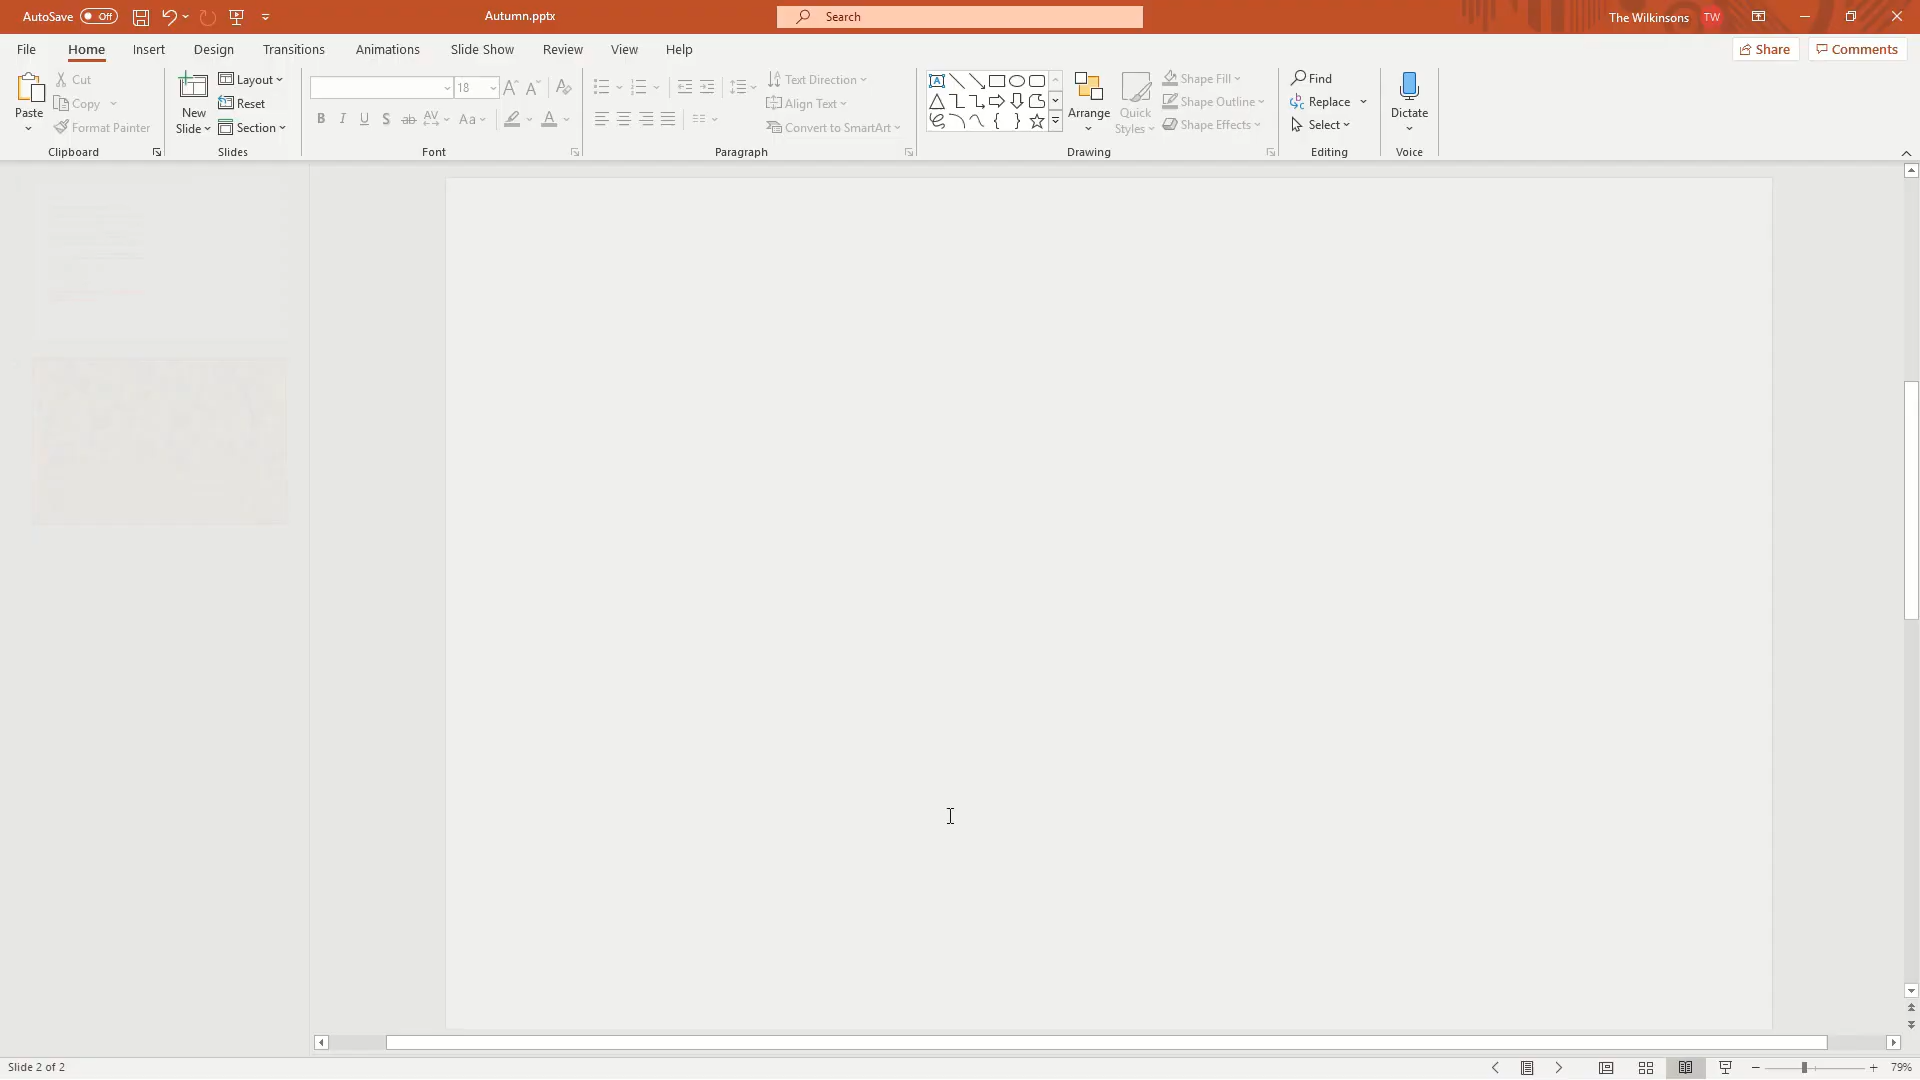 AutoSave Off Autumn.pptx Search The Wilkinsons TW
File Home Insert Design Transitions Animations Slide Show Review View Help Share Comments
Paste
Cut
Copy
Format Painter
Clipboard
New
Slide
Layout
Reset
Section
Slides
18
B I U S ab AV Aa A
Font
Text Direction
Align Text
Convert to SmartArt
Paragraph
Arrange
Quick
Styles
Shape Fill
Shape Outline
Shape Effects
Drawing
Find
Replace
Select
Editing
Dictate
Voice
Slide 2 of 2
79%